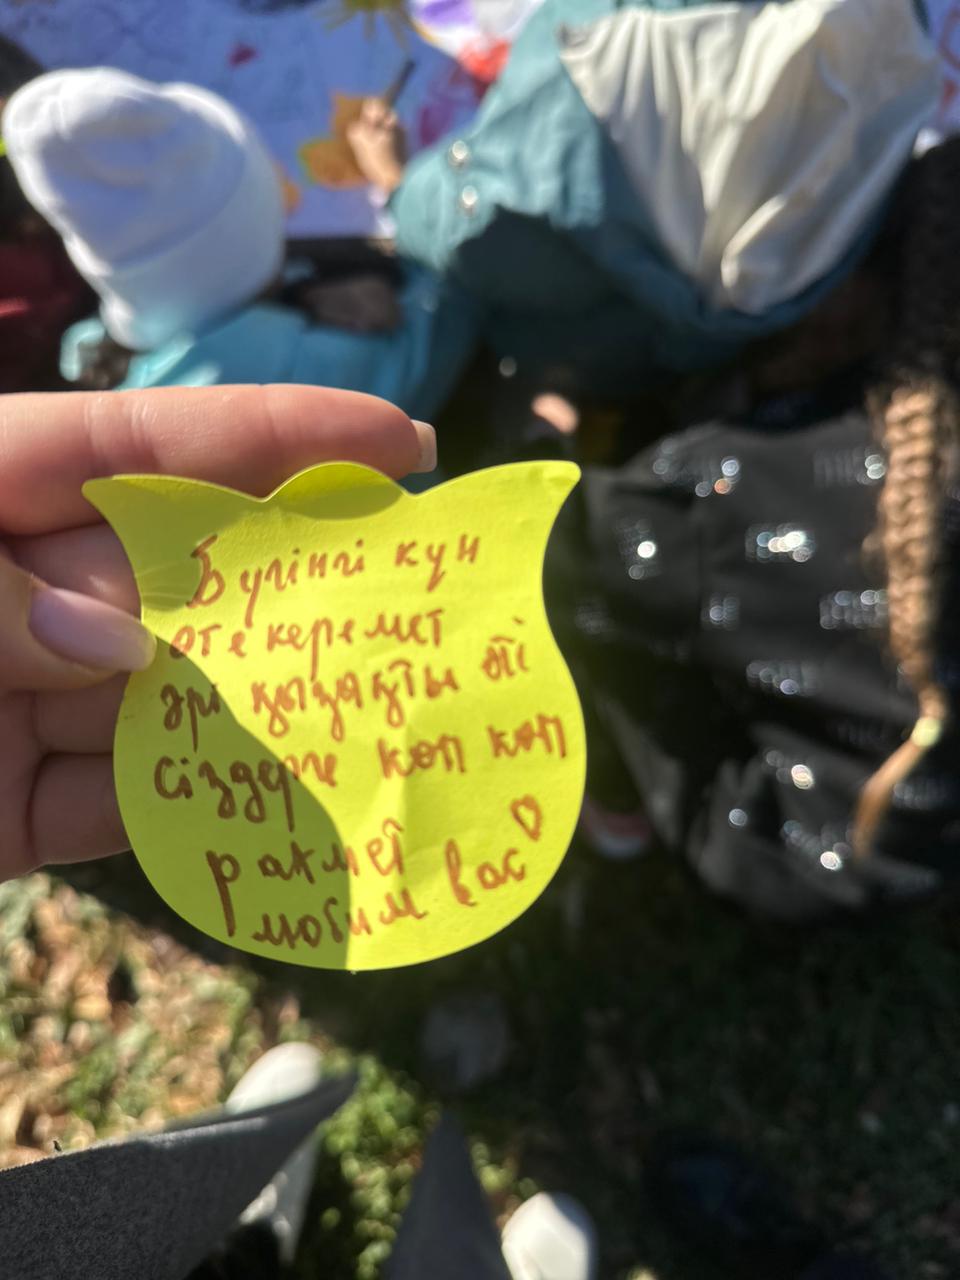 Бүгінгі күн
өте керемет
әрі қызықты өтті
сіздерге көп көп
рахмет
любим вас